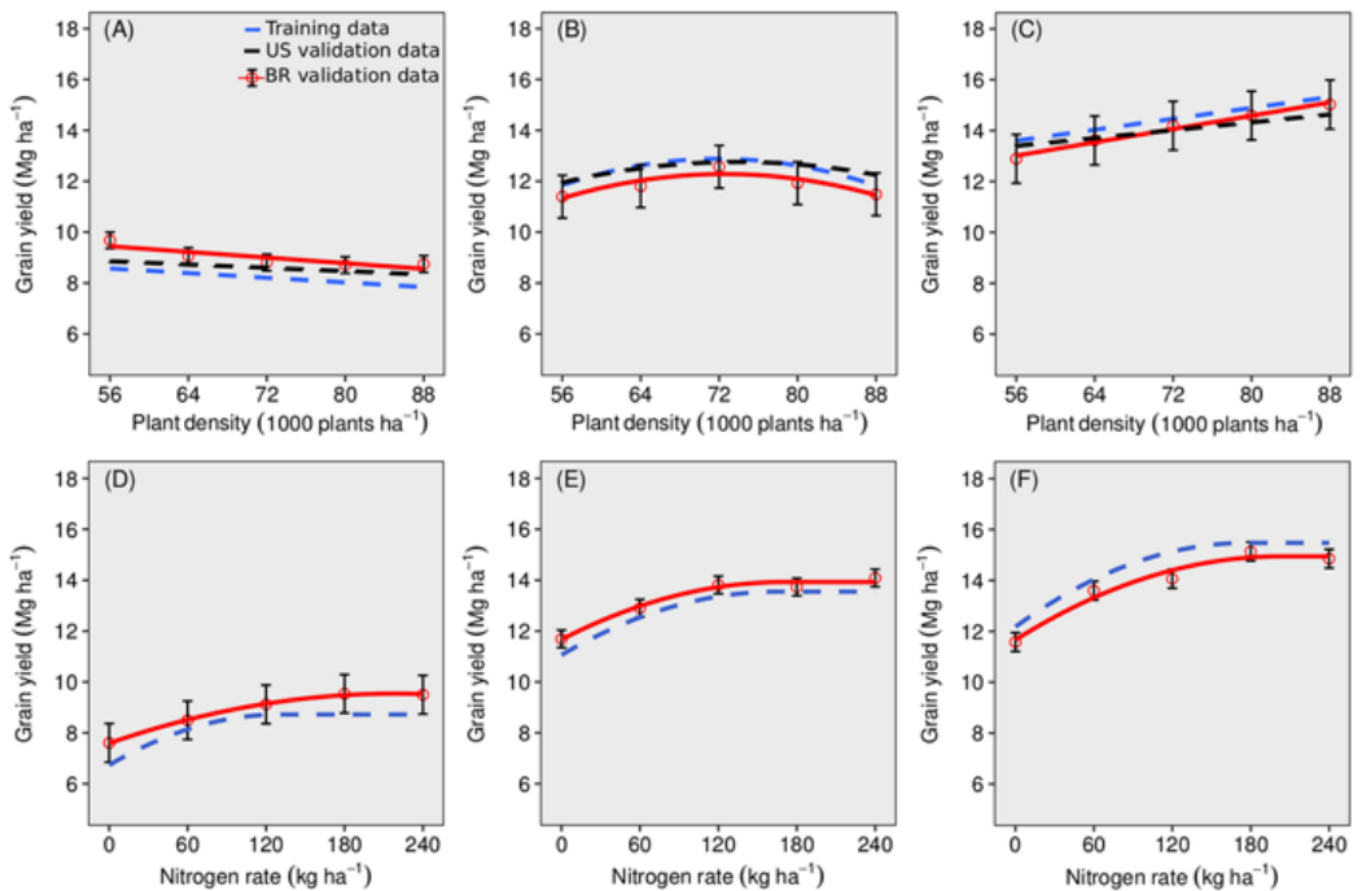 (A)
Training data
US validation data
BR validation data
18
16
14
12
10
8
6
Grain yield (Mg ha⁻¹)
56 64 72 80 88
Plant density (1000 plants ha⁻¹)
(B)
18
16
14
12
10
8
6
Grain yield (Mg ha⁻¹)
56 64 72 80 88
Plant density (1000 plants ha⁻¹)
(C)
18
16
14
12
10
8
6
Grain yield (Mg ha⁻¹)
56 64 72 80 88
Plant density (1000 plants ha⁻¹)
(D)
18
16
14
12
10
8
6
Grain yield (Mg ha⁻¹)
0 60 120 180 240
Nitrogen rate (kg ha⁻¹)
(E)
18
16
14
12
10
8
6
Grain yield (Mg ha⁻¹)
0 60 120 180 240
Nitrogen rate (kg ha⁻¹)
(F)
18
16
14
12
10
8
6
Grain yield (Mg ha⁻¹)
0 60 120 180 240
Nitrogen rate (kg ha⁻¹)